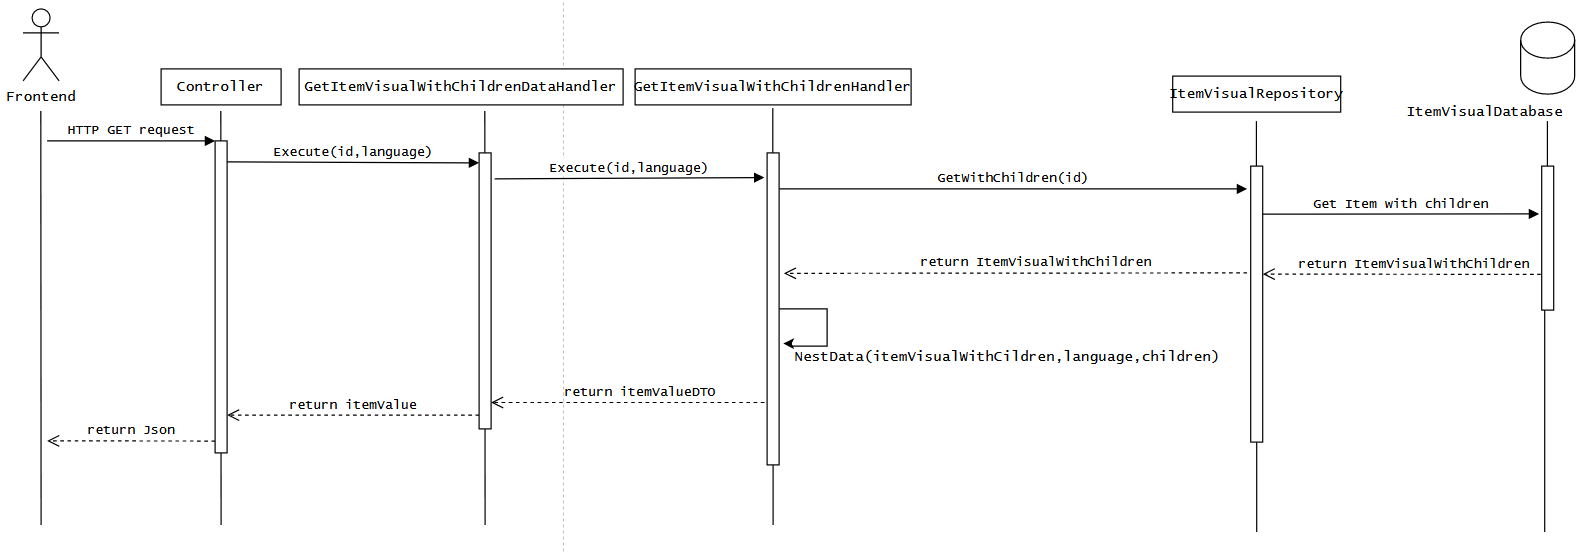 Frontend
Controller
GetItemVisualWithChildrenDataHandler
GetItemVisualWithChildrenHandler
ItemVisualRepository
ItemVisualDatabase
HTTP GET request
Execute(id,language)
Execute(id,language)
GetWithChildren(id)
Get Item with children
return ItemVisualWithChildren
return ItemVisualWithChildren
NestData(itemVisualWithCildren,language,children)
return itemValueDTO
return itemValue
return Json